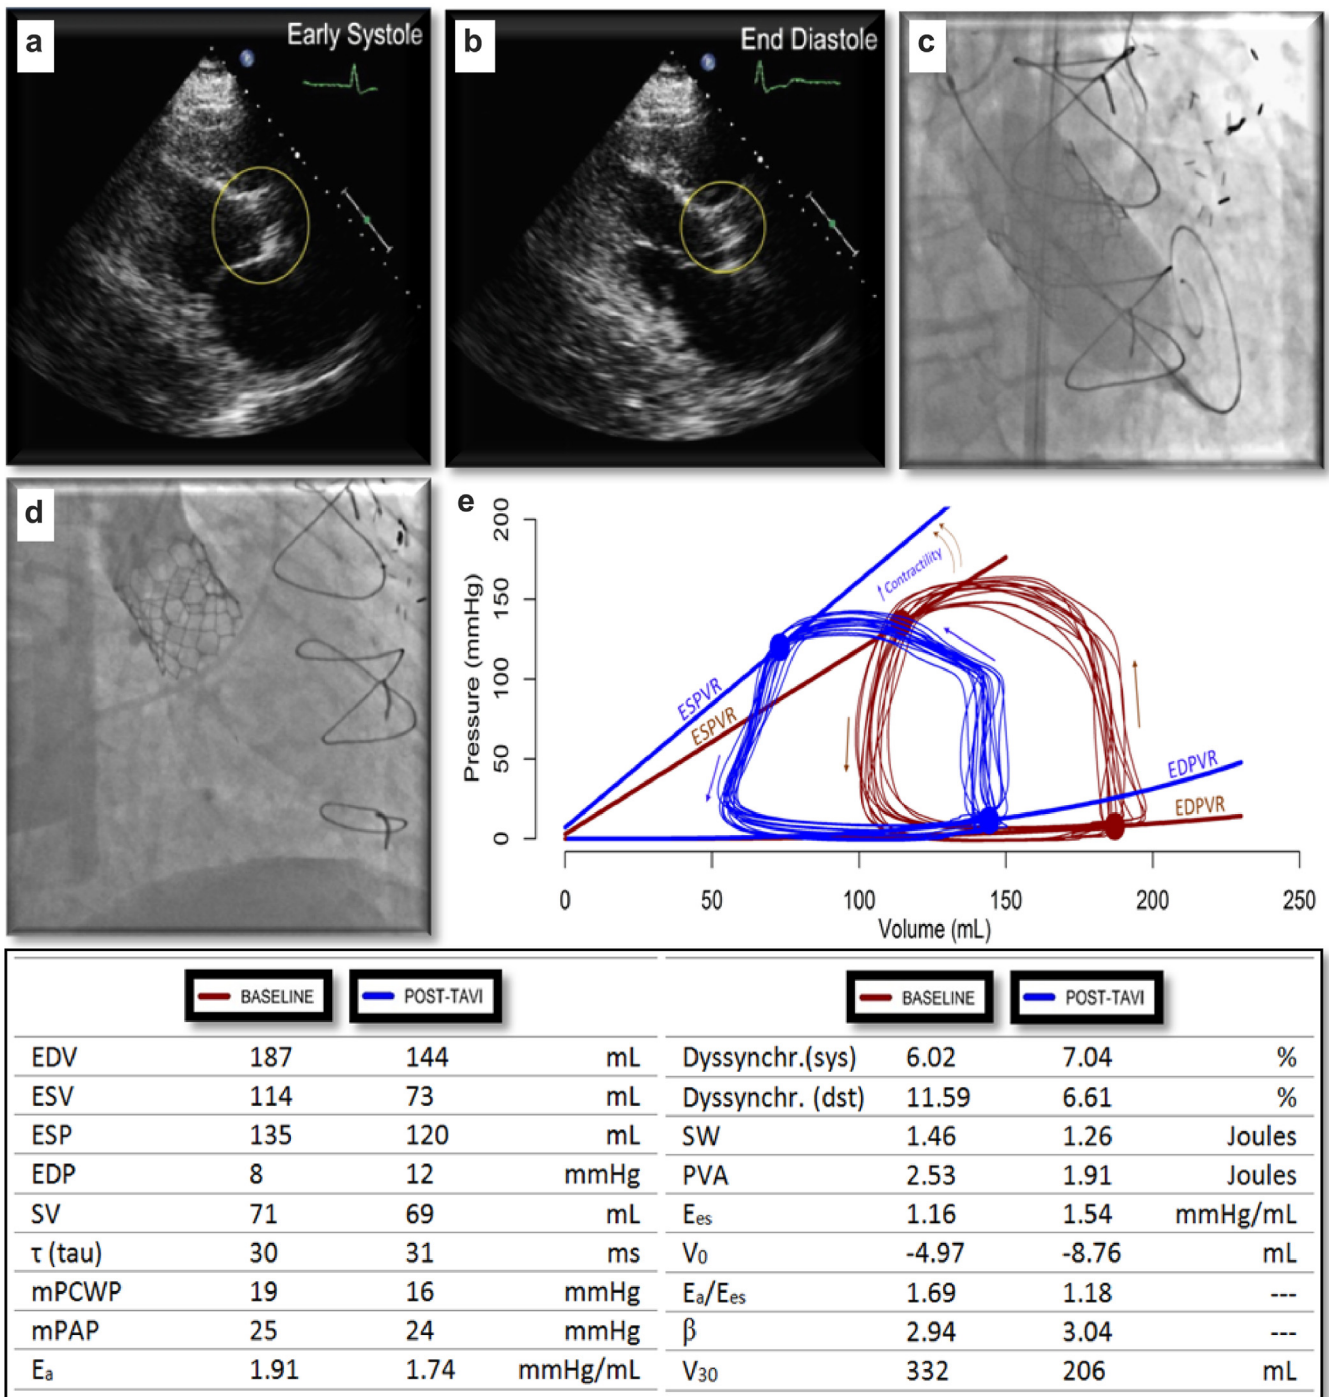 a
Early Systole
b
End Diastole
c
d
e
Pressure (mmHg)
200
150
100
50
0
ESPVR
ESPVR
Contractility
EDPVR
EDPVR
0 50 100 150 200 250
Volume (mL)
BASELINE POST-TAVI
EDV 187 144 mL
ESV 114 73 mL
ESP 135 120 mL
EDP 8 12 mmHg
SV 71 69 mL
τ (tau) 30 31 ms
mPCWP 19 16 mmHg
mPAP 25 24 mmHg
Ea 1.91 1.74 mmHg/mL
BASELINE POST-TAVI
Dyssynchr.(sys) 6.02 7.04 %
Dyssynchr. (dst) 11.59 6.61 %
SW 1.46 1.26 Joules
PVA 2.53 1.91 Joules
Ees 1.16 1.54 mmHg/mL
V0 -4.97 -8.76 mL
Ea/Ees 1.69 1.18 ---
β 2.94 3.04 ---
V30 332 206 mL